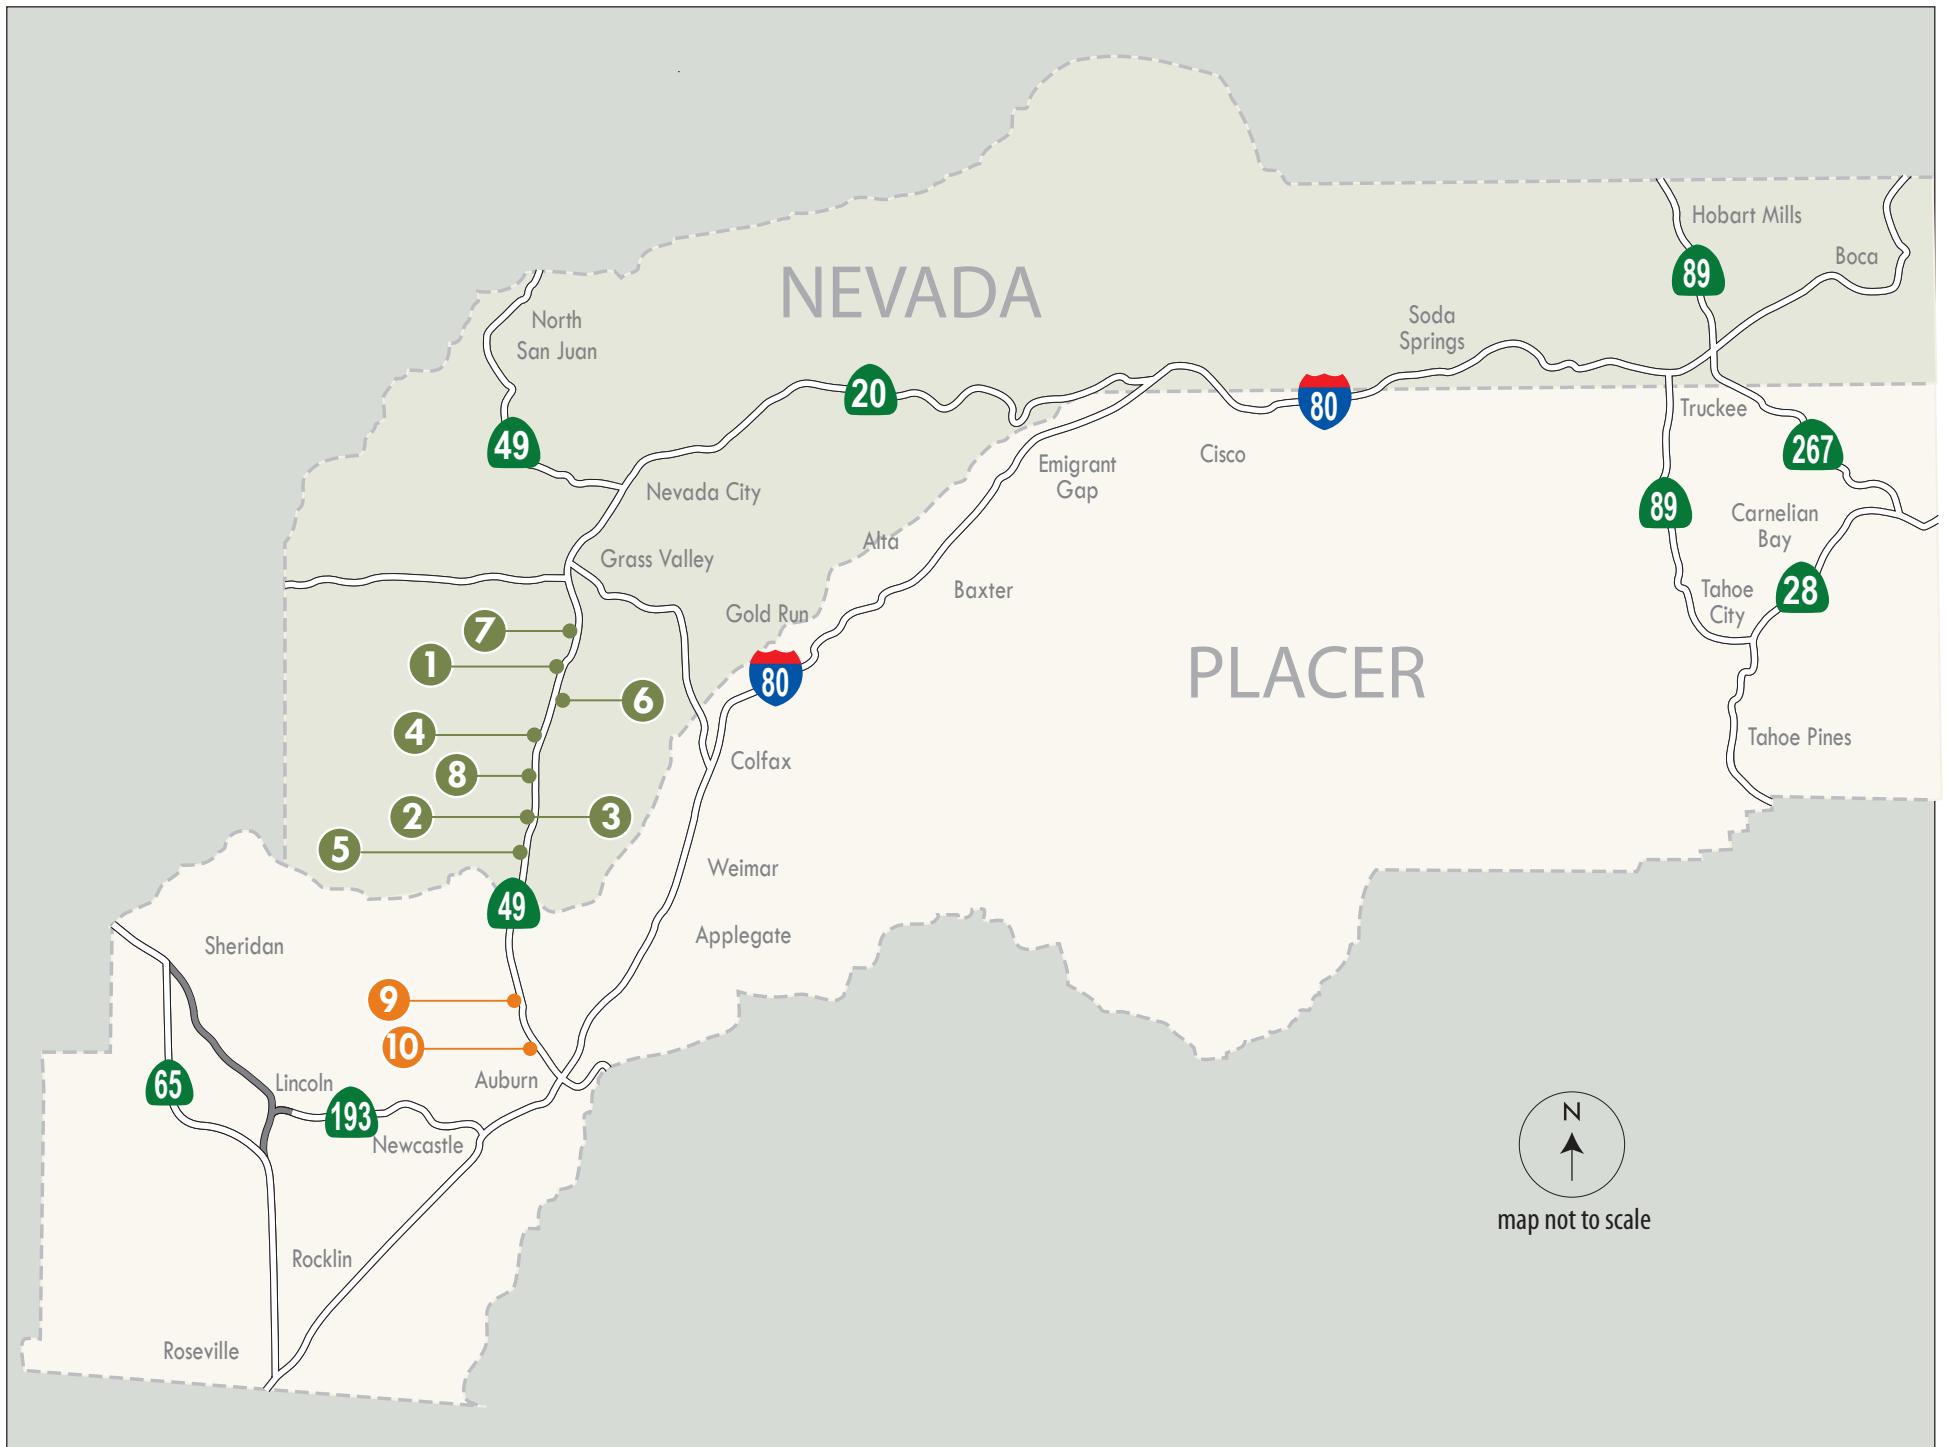 Hobart Mills
Boca
89
NEVADA
North
San Juan
Soda
Springs
20
80
Truckee
49
267
Cisco
Emigrant
Gap
Nevada City
89
Carnelian
Bay
Alta
Grass Valley
Baxter
28
Tahoe
City
Gold Run
7
1
80
PLACER
6
4
Tahoe Pines
8
Colfax
2
3
5
Weimar
49
Applegate
Sheridan
9
10
65
Lincoln
Auburn
193
Newcastle
N
map not to scale
Rocklin
Roseville